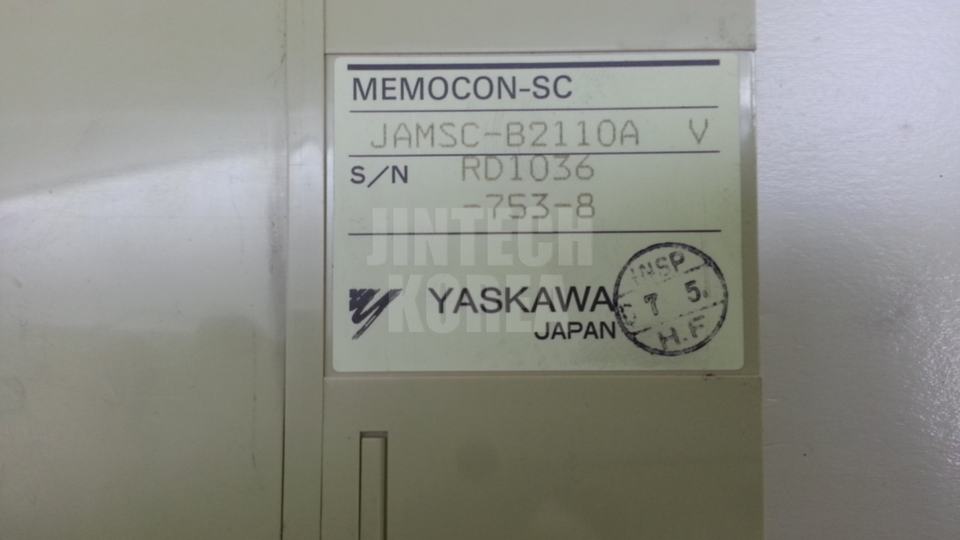 MEMOCON-SC
JAMSC-B2110A V
S/N RD1036
-753-8
JINTECH
KOREA
YASKAWA
JAPAN
INSP
7 5.
H.F